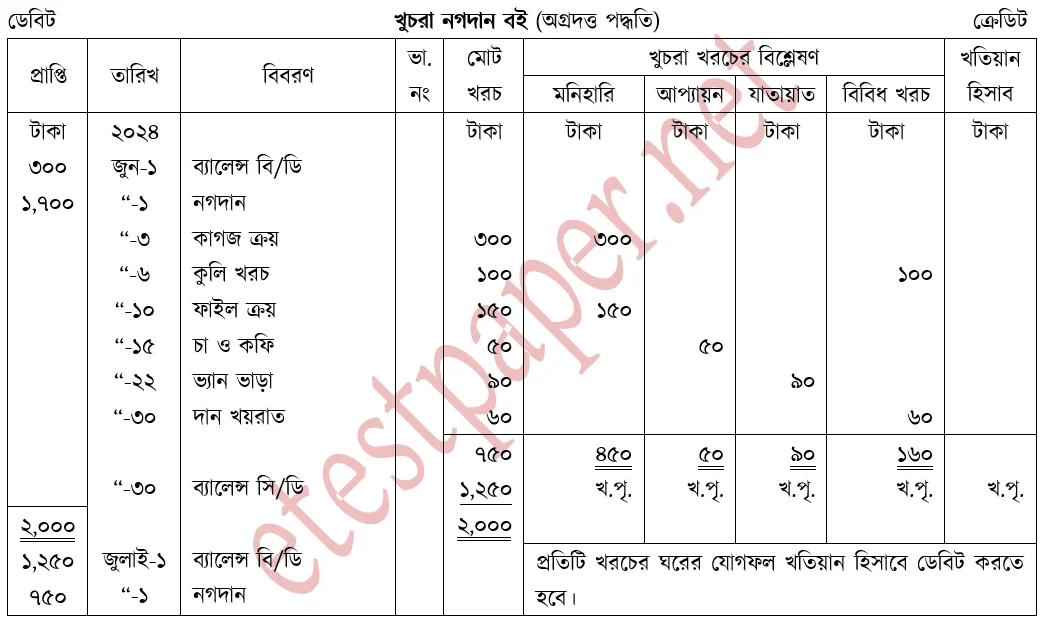 ডেবিট খুচরা নগদান বই (অগ্রদত্ত পদ্ধতি) ক্রেডিট
প্রাপ্তি তারিখ বিবরণ ভা. নং মোট খরচ খুচরা খরচের বিশ্লেষণ খতিয়ান হিসাব
মনিহারি আপ্যায়ন যাতায়াত বিবিধ খরচ
টাকা ২০২৪ টাকা টাকা টাকা টাকা টাকা টাকা
৩০০ জুন-১ ব্যালেন্স বি/ডি
১,৭০০ “-১ নগদান
“-৩ কাগজ ক্রয় ৩০০ ৩০০
“-৬ কুলি খরচ ১০০ ১০০
“-১০ ফাইল ক্রয় ১৫০ ১৫০
“-১৫ চা ও কফি ৫০ ৫০
“-২২ ভ্যান ভাড়া ৯০ ৯০
“-৩০ দান খয়রাত ৬০ ৬০
৭৫০ ৪৫০ ৫০ ৯০ ১৬০
“-৩০ ব্যালেন্স সি/ডি ১,২৫০ খ.পৃ. খ.পৃ. খ.পৃ. খ.পৃ. খ.পৃ.
২,০০০ ২,০০০
১,২৫০ জুলাই-১ ব্যালেন্স বি/ডি প্রতিটি খরচের ঘরের যোগফল খতিয়ান হিসাবে ডেবিট করতে
৭৫০ “-১ নগদান হবে।
etestpaper.net